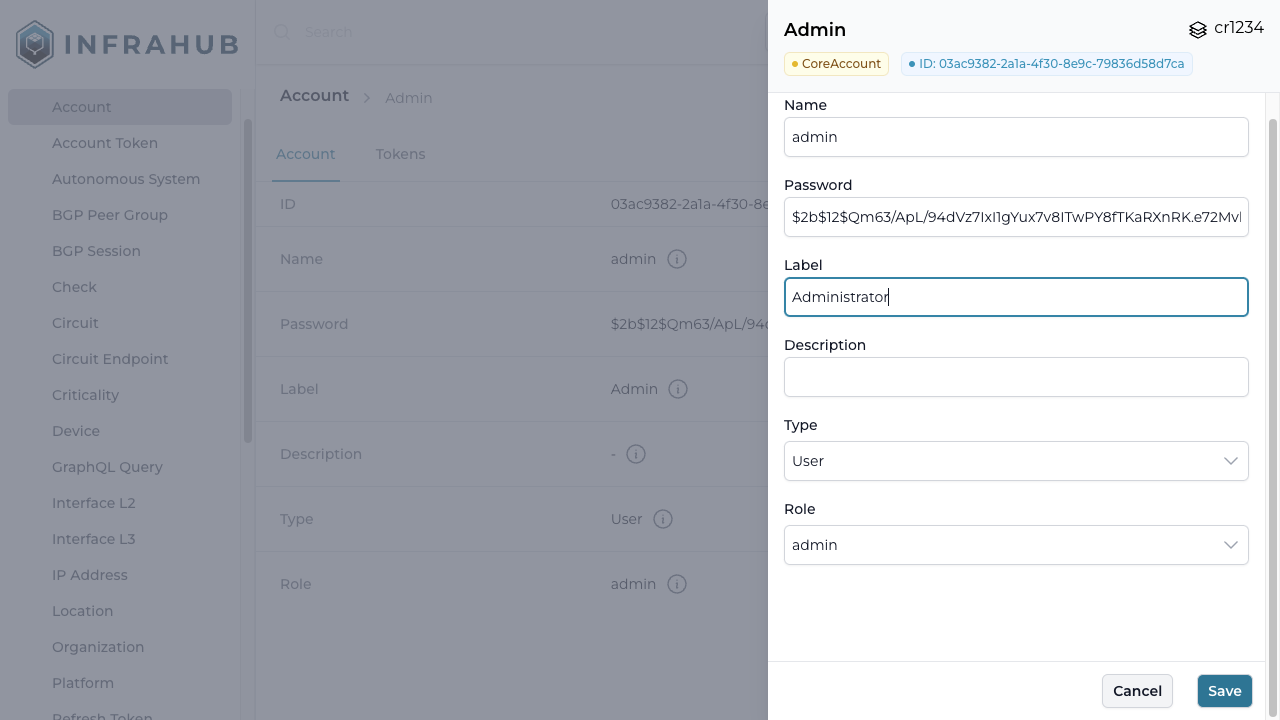 INFRAHUB
Account
Account Token
Autonomous System
BGP Peer Group
BGP Session
Check
Circuit
Circuit Endpoint
Criticality
Device
GraphQL Query
Interface L2
Interface L3
IP Address
Location
Organization
Platform
Refresh Token
Search
Account > Admin
Account Tokens
ID 03ac9382-2a1a-4f30-8e
Name admin
Password $2b$12$Qm63/ApL/94d
Label Admin
Description -
Type User
Role admin
Admin
cr1234
CoreAccount
ID: 03ac9382-2a1a-4f30-8e9c-79836d58d7ca
Name
admin
Password
$2b$12$Qm63/ApL/94dVz7IxI1gYux7v8ITwPY8fTKaRXnRK.e72Mv
Label
Administrator
Description
Type
User
Role
admin
Cancel Save